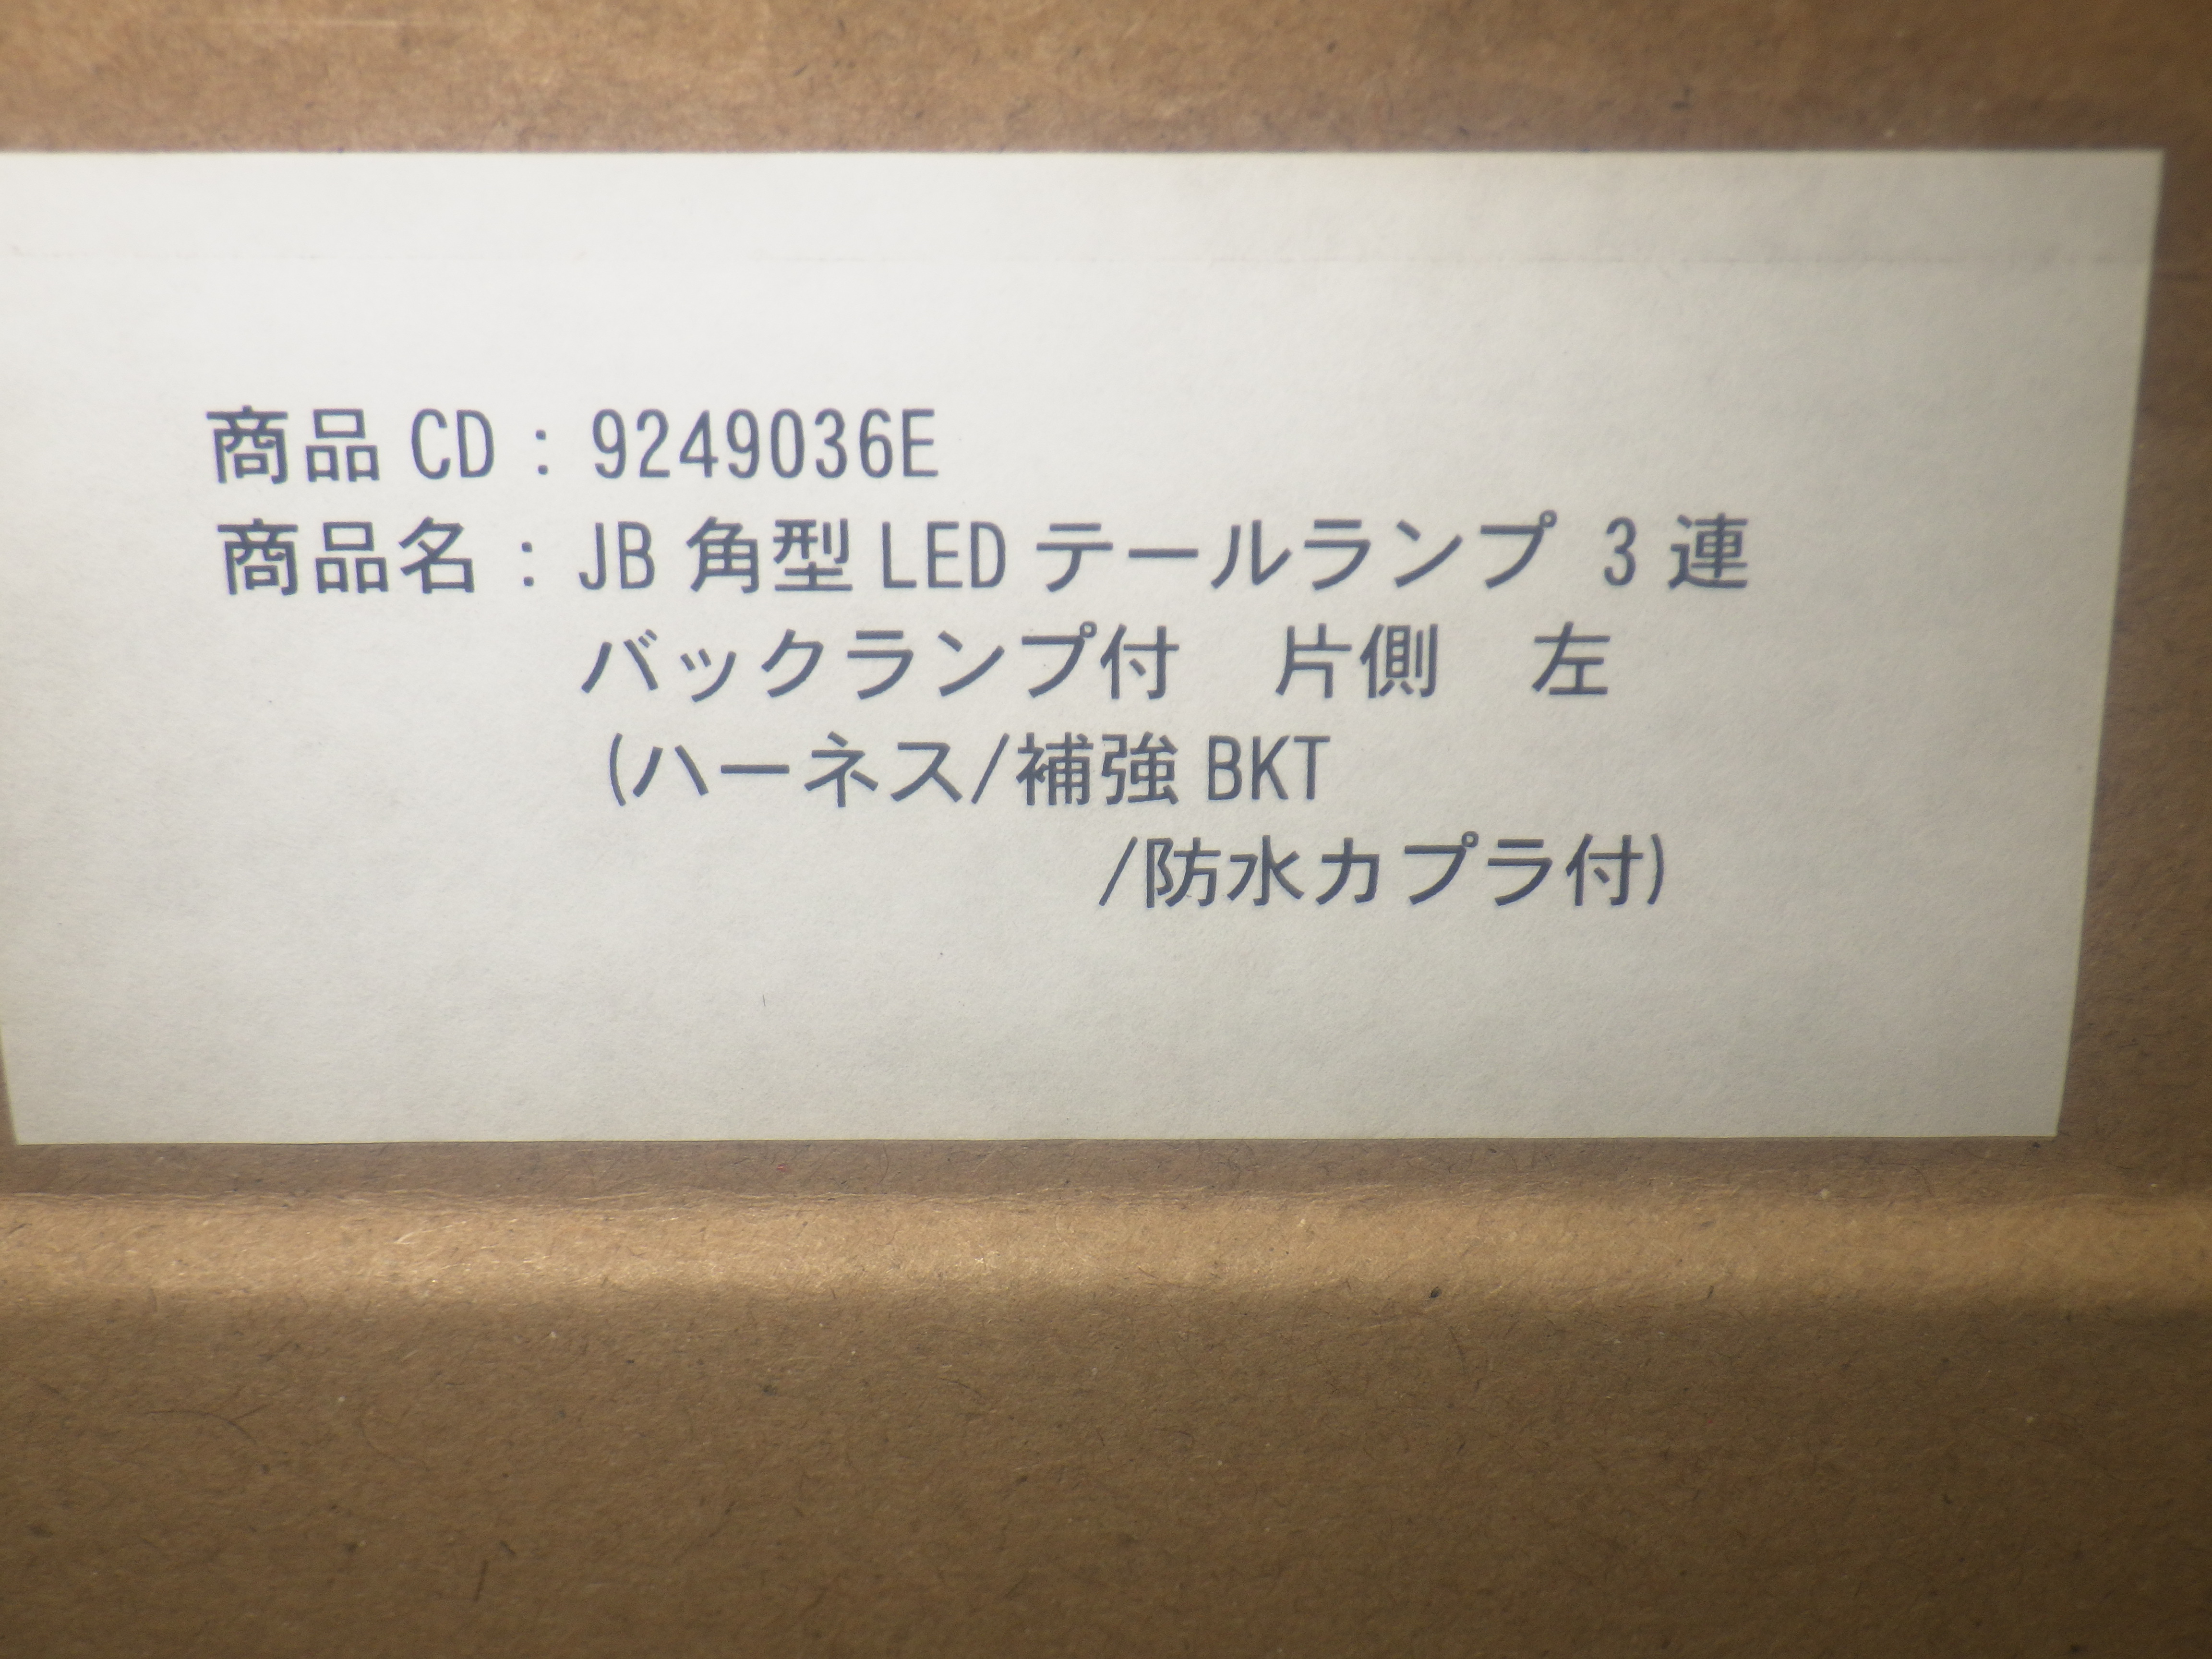 商品CD：9249036E
商品名：JB角型LEDテールランプ 3連
バックランプ付　片側　左
(ハーネス/補強BKT
/防水カプラ付)